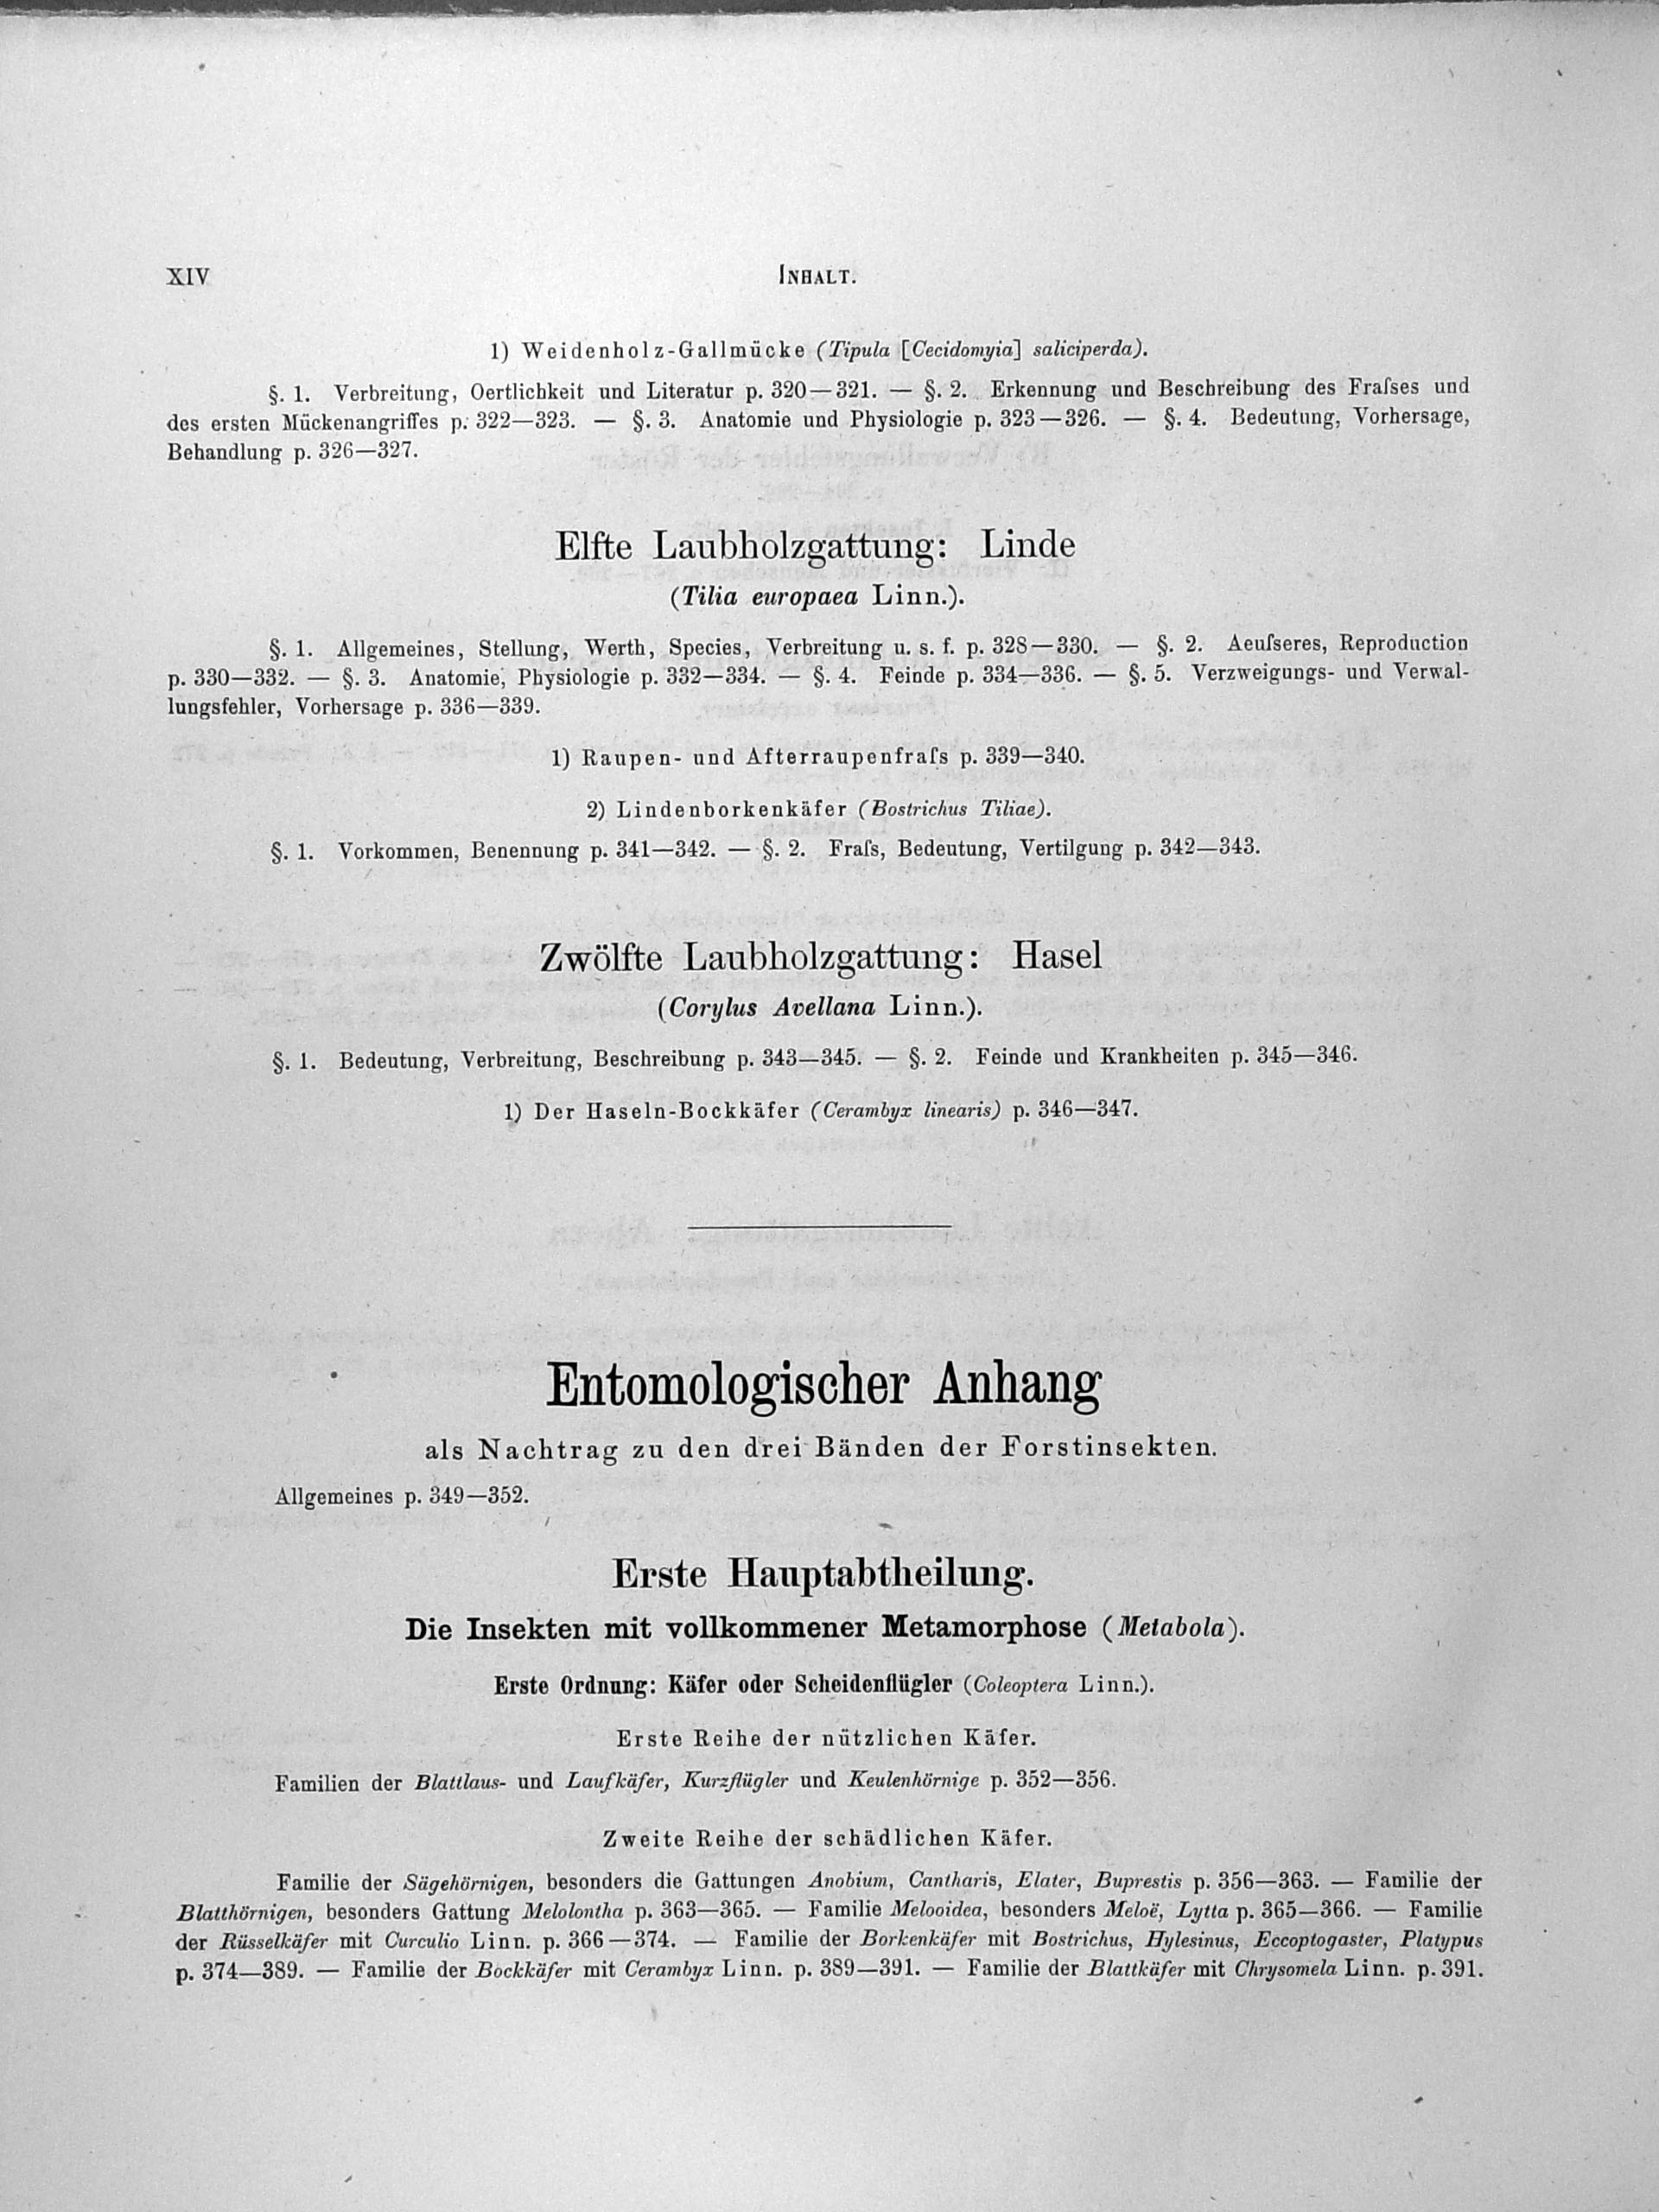 XIV
INHALT.
1) Weidenholz-Gallmücke (Tipula [Cecidomyia] saliciperda).
§. 1. Verbreitung, Oertlichkeit und Literatur p. 320—321. — §. 2. Erkennung und Beschreibung des Fraſses und
des ersten Mückenangriffes p. 322—323. — §. 3. Anatomie und Physiologie p. 323—326. — §. 4. Bedeutung, Vorhersage,
Behandlung p. 326—327.
Elfte Laubholzgattung: Linde
(Tilia europaea Linn.).
§. 1. Allgemeines, Stellung, Werth, Species, Verbreitung u. s. f. p. 328—330. — §. 2. Aeuſseres, Reproduction
p. 330—332. — §. 3. Anatomie, Physiologie p. 332—334. — §. 4. Feinde p. 334—336. — §. 5. Verzweigungs- und Verwal-
lungsfehler, Vorhersage p. 336—339.
1) Raupen- und Afterraupenfraſs p. 339—340.
2) Lindenborkenkäfer (Bostrichus Tiliae).
§. 1. Vorkommen, Benennung p. 341—342. — §. 2. Fraſs, Bedeutung, Vertilgung p. 342—343.
Zwölfte Laubholzgattung: Hasel
(Corylus Avellana Linn.).
§. 1. Bedeutung, Verbreitung, Beschreibung p. 343—345. — §. 2. Feinde und Krankheiten p. 345—346.
1) Der Haseln-Bockkäfer (Cerambyx linearis) p. 346—347.
Entomologischer Anhang
als Nachtrag zu den drei Bänden der Forstinsekten.
Allgemeines p. 349—352.
Erste Hauptabtheilung.
Die Insekten mit vollkommener Metamorphose (Metabola).
Erste Ordnung: Käfer oder Scheidenflügler (Coleoptera Linn.).
Erste Reihe der nützlichen Käfer.
Familien der Blattlaus- und Laufkäfer, Kurzflügler und Keulenhörnige p. 352—356.
Zweite Reihe der schädlichen Käfer.
Familie der Sägehörnigen, besonders die Gattungen Anobium, Cantharis, Elater, Buprestis p. 356—363. — Familie der
Blatthörnigen, besonders Gattung Melolontha p. 363—365. — Familie Melooidea, besonders Meloë, Lytta p. 365—366. — Familie
der Rüsselkäfer mit Curculio Linn. p. 366—374. — Familie der Borkenkäfer mit Bostrichus, Hylesinus, Eccoptogaster, Platypus
p. 374—389. — Familie der Bockkäfer mit Cerambyx Linn. p. 389—391. — Familie der Blattkäfer mit Chrysomela Linn. p. 391.